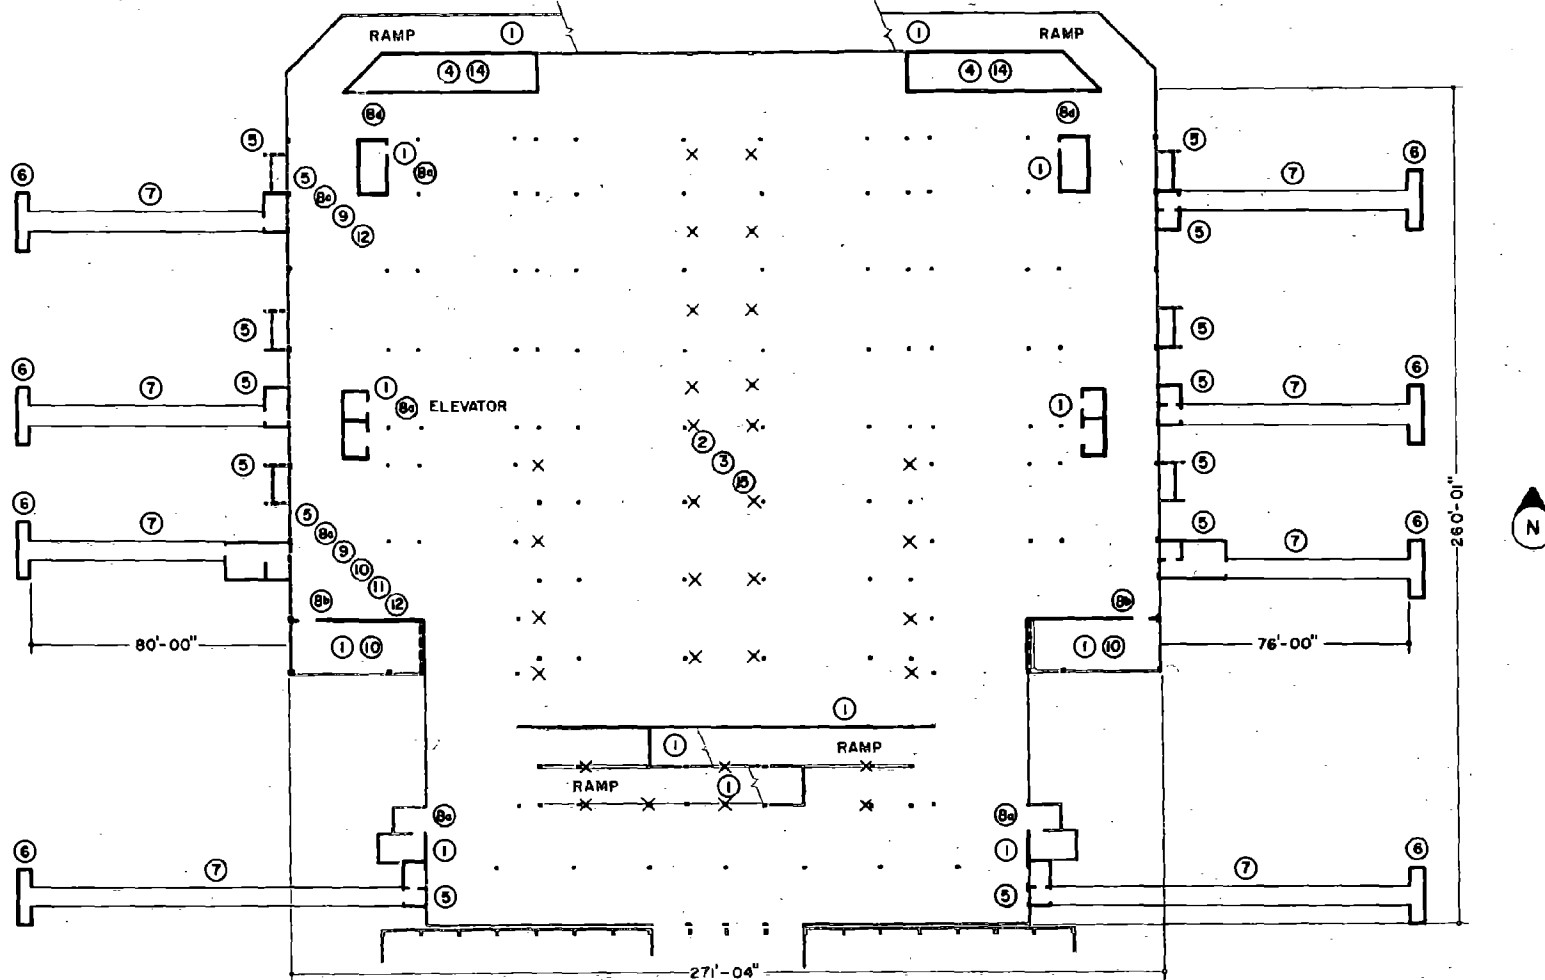 RAMP 1 1 RAMP
4 14 4 14
8a 8a
5 1 8a 1 5
6 7 5 8a 9 12 7 6
5
5 5
6 7 5 1 8a ELEVATOR 1 5 7 6
2
3
15
5 5
6 7 5 8a 9 10 11 12 5 7 6
8b 8b
80'-00" 1 10 1 10 76'-00"
260'-01"
N
1
1 RAMP
RAMP 1
8a 8a
6 7 1 1 7 6
5 5
271'-04"